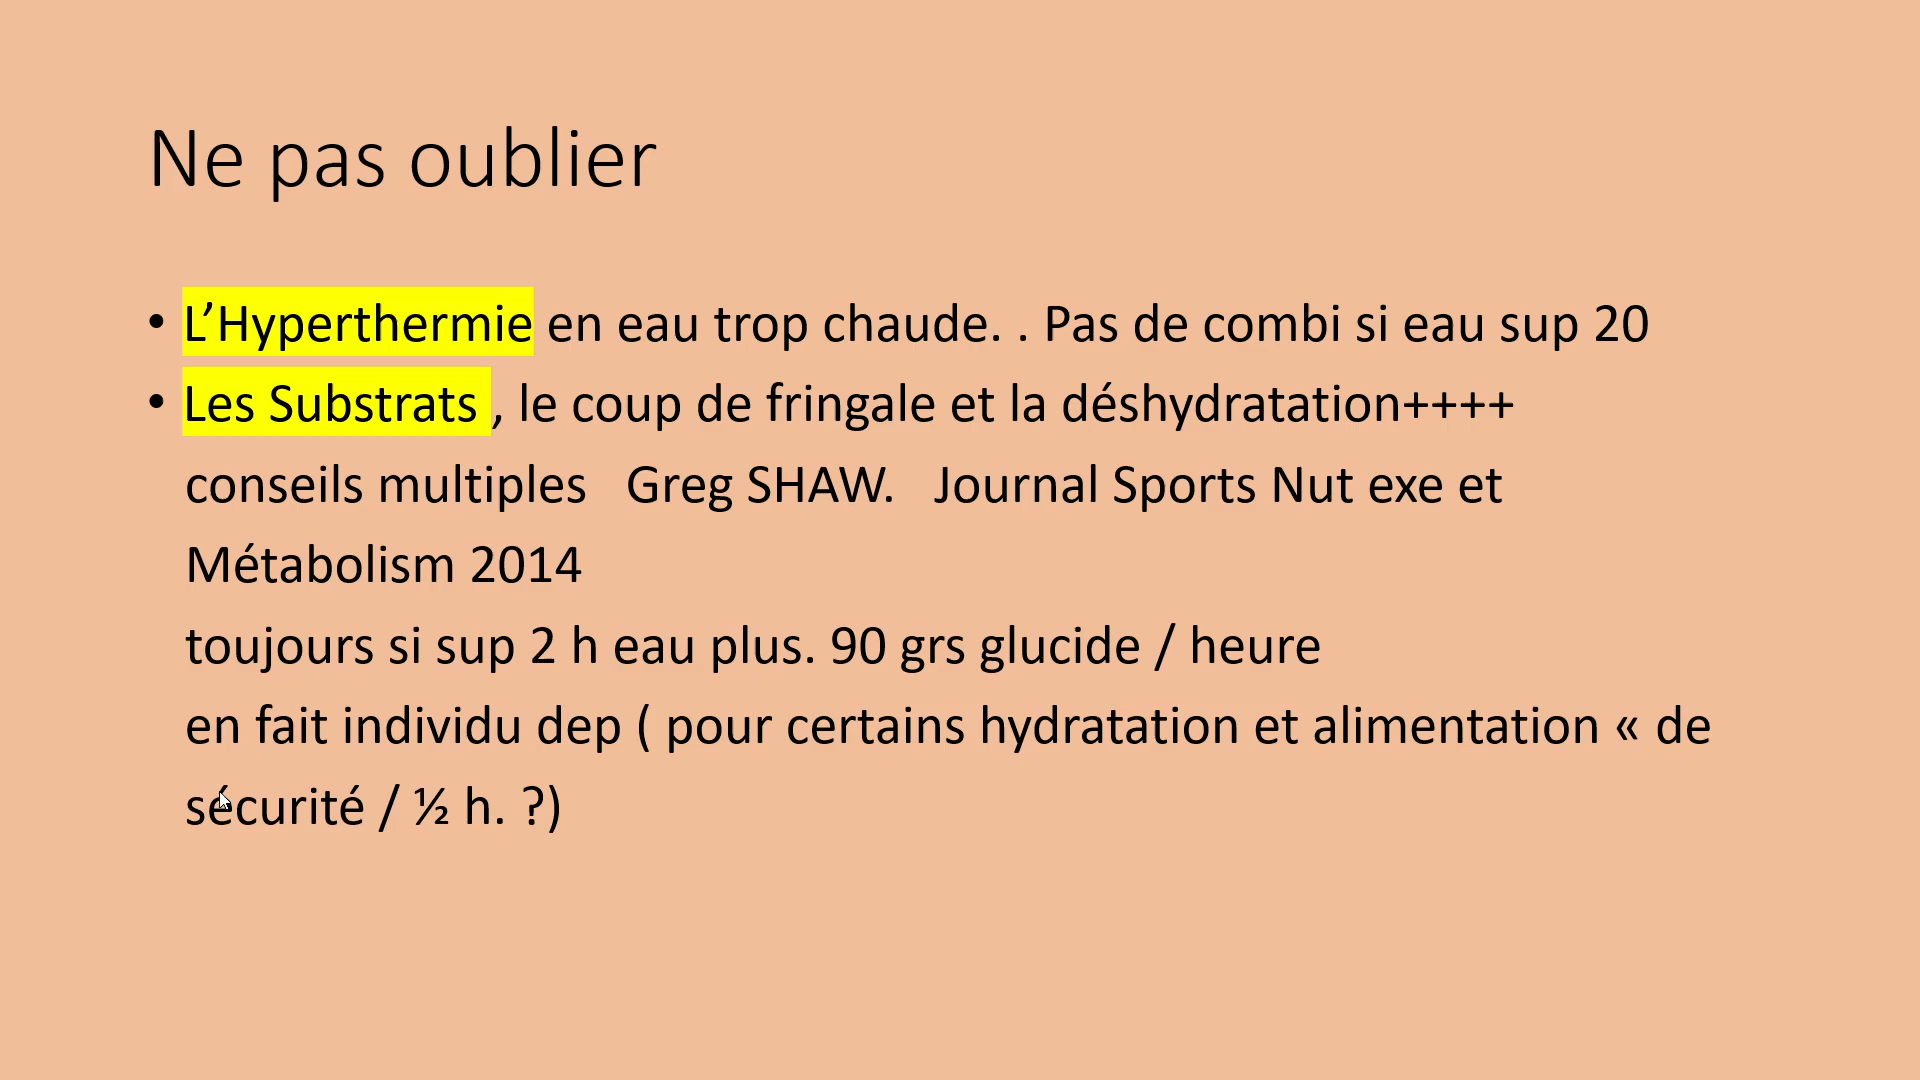 Ne pas oublier
• L’Hyperthermie en eau trop chaude. . Pas de combi si eau sup 20
• Les Substrats , le coup de fringale et la déshydratation++++
conseils multiples   Greg SHAW.   Journal Sports Nut exe et
Métabolism 2014
toujours si sup 2 h eau plus. 90 grs glucide / heure
en fait individu dep ( pour certains hydratation et alimentation « de
sécurité / ½ h. ?)